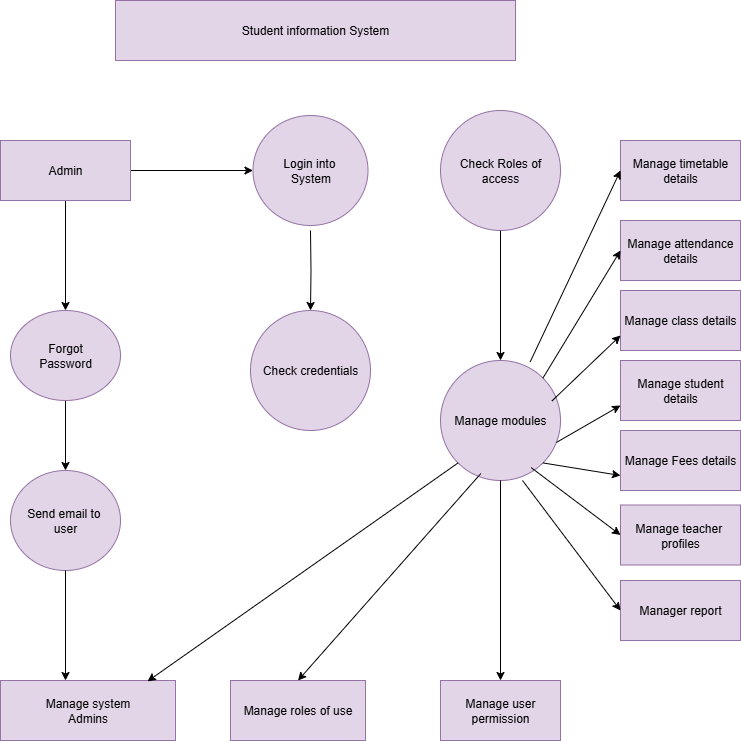 Student information System
Admin
Login into
System
Check Roles of
access
Manage timetable
details
Manage attendance
details
Manage class details
Forgot
Password
Check credentials
Manage modules
Manage student
details
Manage Fees details
Send email to
user
Manage teacher
profiles
Manager report
Manage system
Admins
Manage roles of use
Manage user
permission